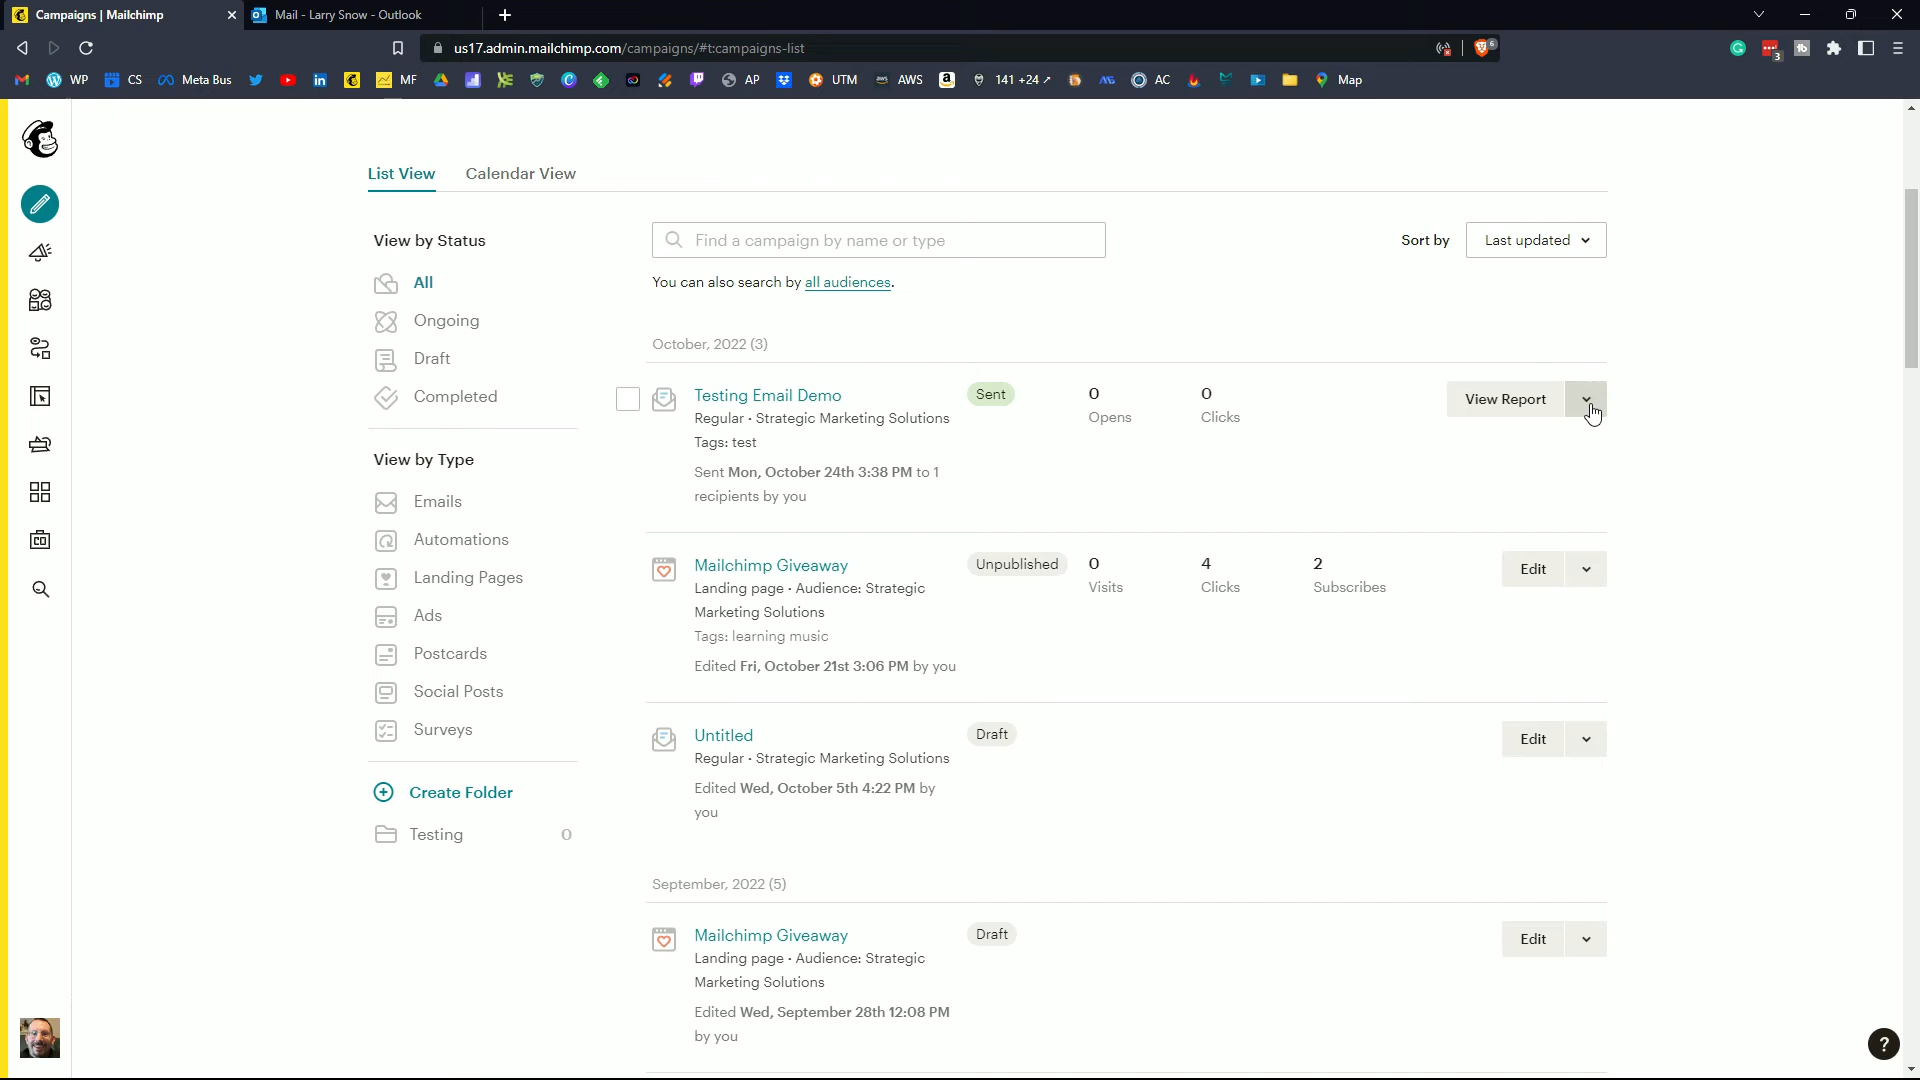 Campaigns | Mailchimp
Mail - Larry Snow - Outlook
us17.admin.mailchimp.com/campaigns/#t:campaigns-list
6
3
WP
CS
Meta Bus
MF
AP
UTM
AWS
141 +24
AC
Map
List View
Calendar View
View by Status
All
Ongoing
Draft
Completed
View by Type
Emails
Automations
Landing Pages
Ads
Postcards
Social Posts
Surveys
Create Folder
Testing 0
Find a campaign by name or type
Sort by
Last updated
You can also search by all audiences.
October, 2022 (3)
Testing Email Demo
Regular · Strategic Marketing Solutions
Tags: test
Sent Mon, October 24th 3:38 PM to 1
recipients by you
Sent
0
Opens
0
Clicks
View Report
Mailchimp Giveaway
Landing page · Audience: Strategic
Marketing Solutions
Tags: learning music
Edited Fri, October 21st 3:06 PM by you
Unpublished
0
Visits
4
Clicks
2
Subscribes
Edit
Untitled
Regular · Strategic Marketing Solutions
Edited Wed, October 5th 4:22 PM by
you
Draft
Edit
September, 2022 (5)
Mailchimp Giveaway
Landing page · Audience: Strategic
Marketing Solutions
Edited Wed, September 28th 12:08 PM
by you
Draft
Edit
?